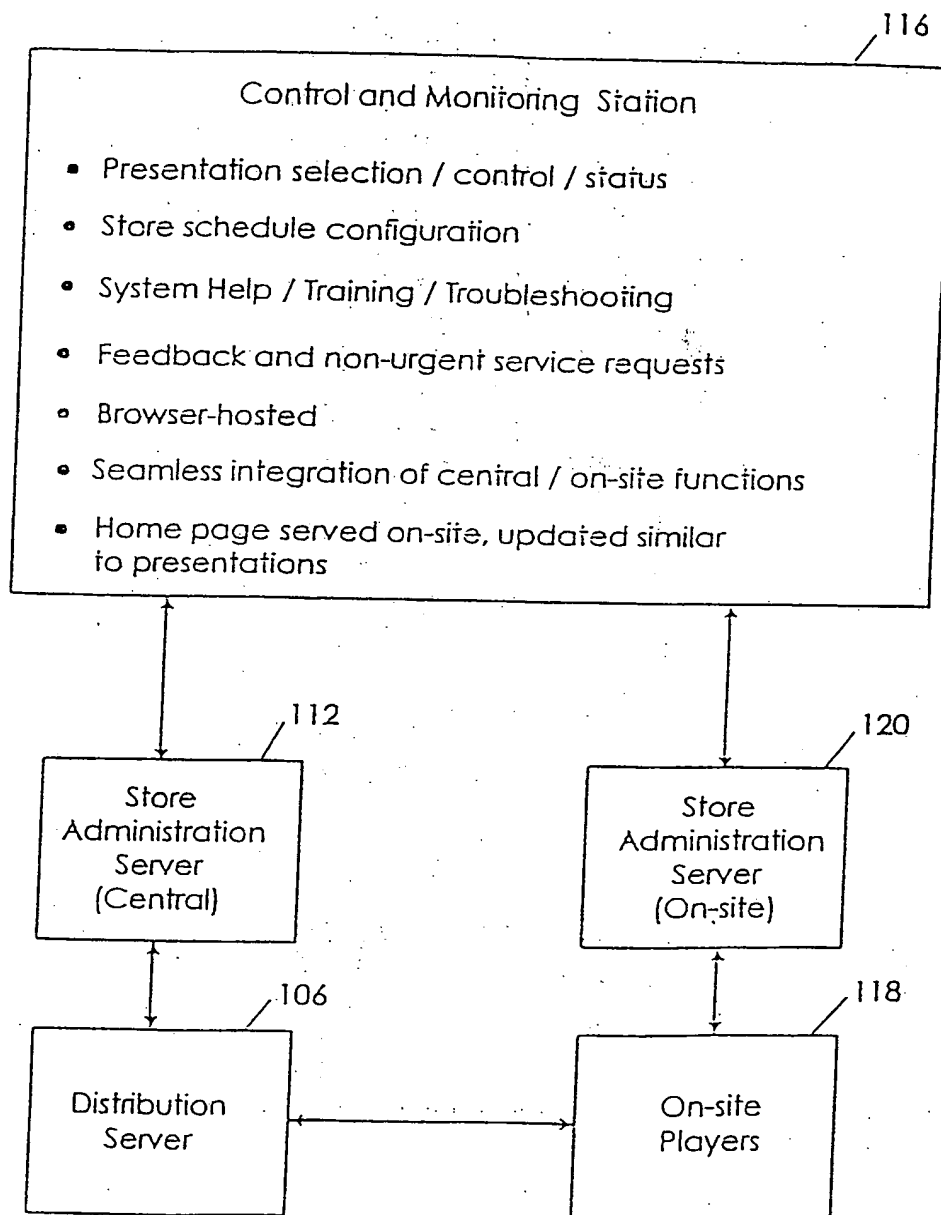 116
Control and Monitoring Station
• Presentation selection / control / status
• Store schedule configuration
• System Help / Training / Troubleshooting
• Feedback and non-urgent service requests
• Browser-hosted
• Seamless integration of central / on-site functions
• Home page served on-site, updated similar
to presentations
112
Store
Administration
Server
(Central)
120
Store
Administration
Server
(On-site)
106
Distribution
Server
118
On-site
Players